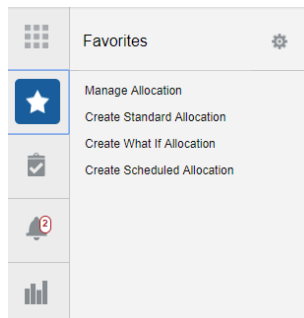 Favorites
Manage Allocation
Create Standard Allocation
Create What If Allocation
2
Create Scheduled Allocation